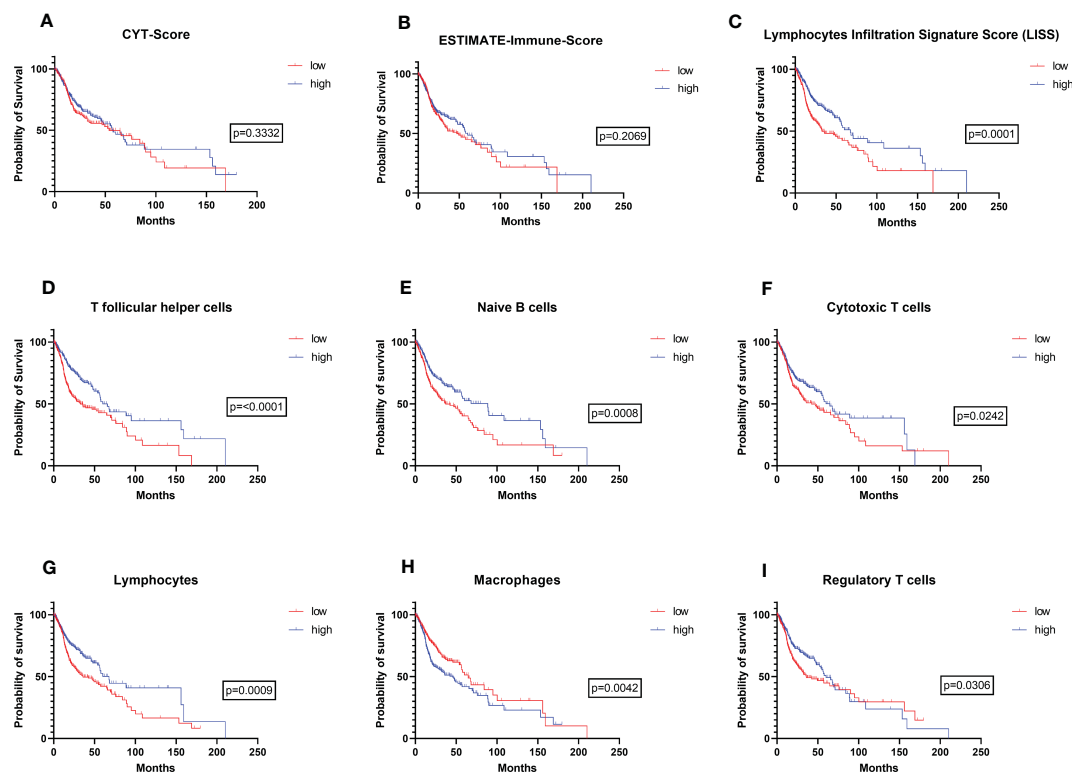 A
CYT-Score
Probability of Survival
100
50
0
0 50 100 150 200
Months
low
high
p=0.3332
B
ESTIMATE-Immune-Score
Probability of Survival
100
50
0
0 50 100 150 200 250
Months
low
high
p=0.2069
C
Lymphocytes Infiltration Signature Score (LISS)
Probability of survival
100
50
0
0 50 100 150 200 250
Months
low
high
p=0.0001
D
T follicular helper cells
Probability of Survival
100
50
0
0 50 100 150 200 250
Months
low
high
p=<0.0001
E
Naive B cells
Probability of survival
100
50
0
0 50 100 150 200 250
Months
low
high
p=0.0008
F
Cytotoxic T cells
Probability of Survival
100
50
0
0 50 100 150 200 250
Months
low
high
p=0.0242
G
Lymphocytes
Probability of survival
100
50
0
0 50 100 150 200 250
Months
low
high
p=0.0009
H
Macrophages
Probability of survival
100
50
0
0 50 100 150 200 250
Months
low
high
p=0.0042
I
Regulatory T cells
Probability of survival
100
50
0
0 50 100 150 200 250
Months
low
high
p=0.0306